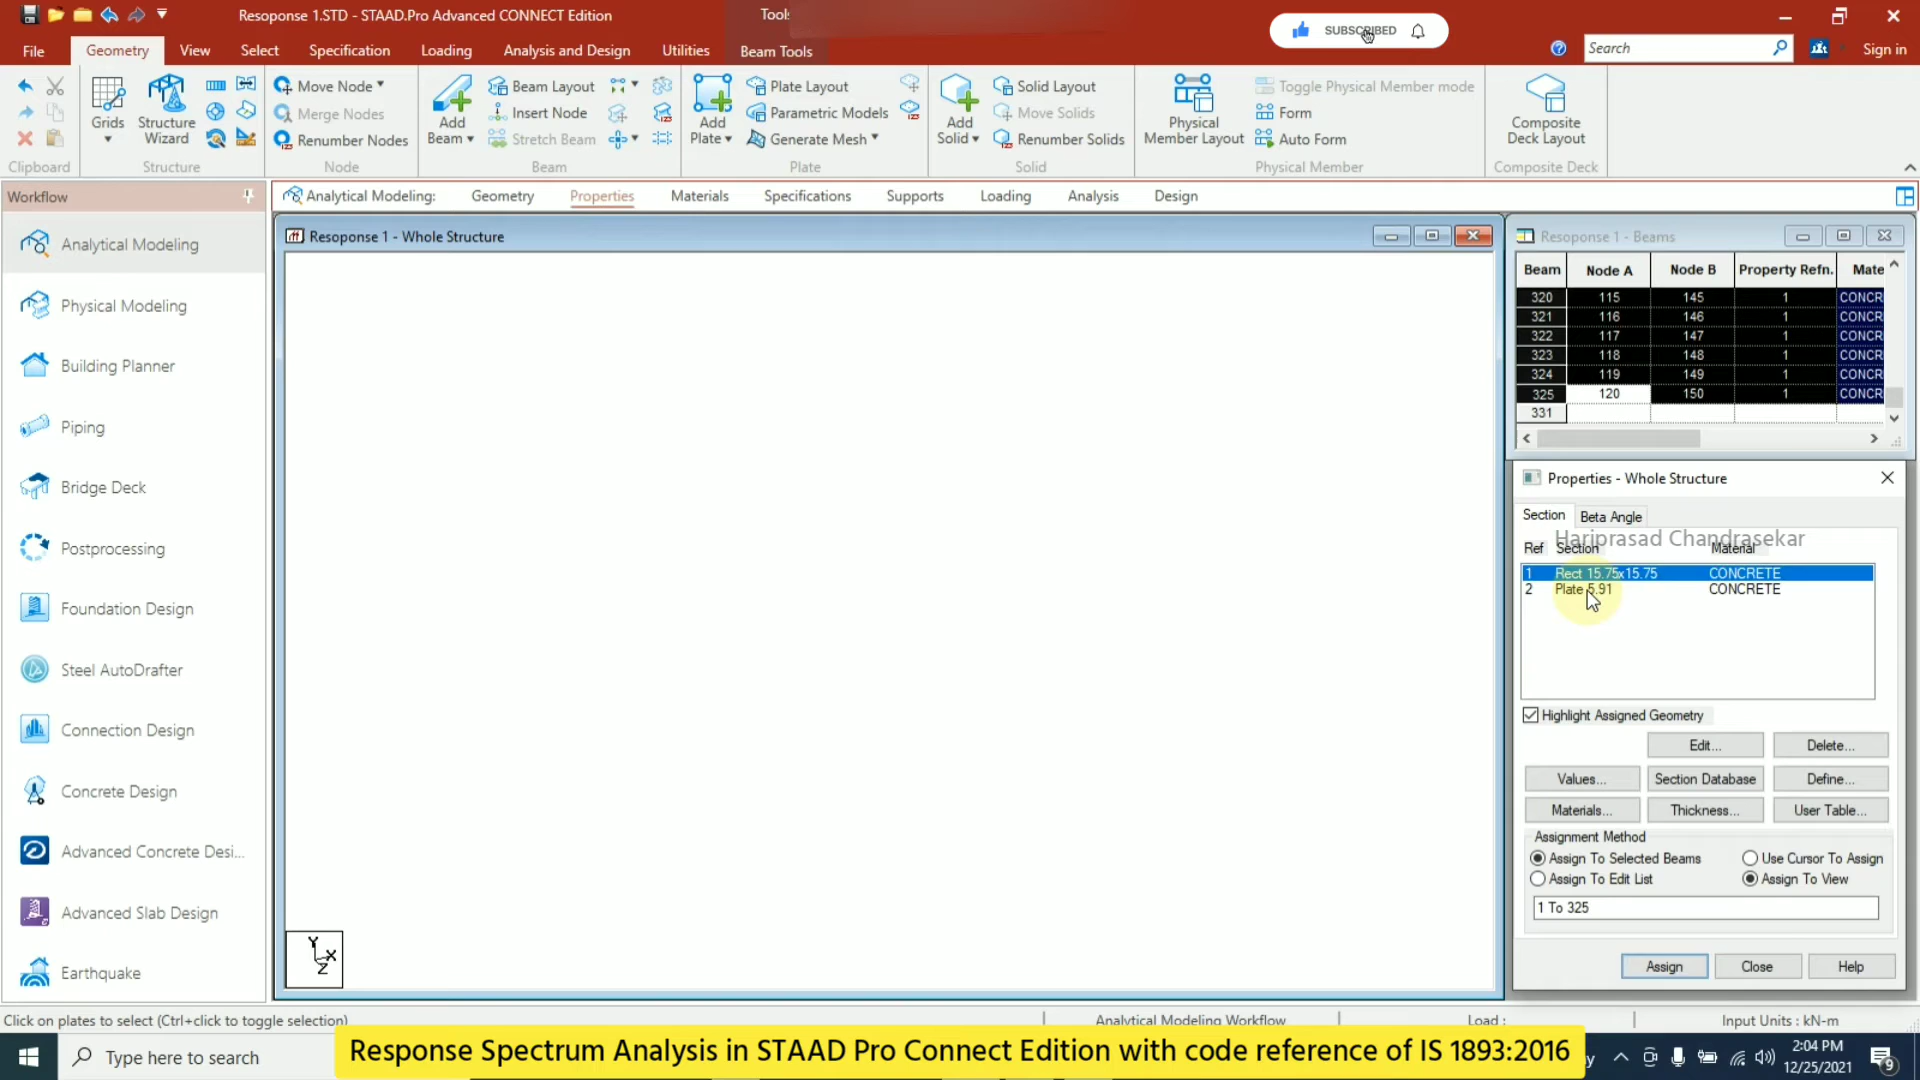 Resoponse 1.STD - STAAD.Pro Advanced CONNECT Edition
Tools
SUBSCRIBED
File
Geometry
View
Select
Specification
Loading
Analysis and Design
Utilities
Beam Tools
Search
Sign in
Clipboard
Grids
Structure Wizard
Structure
Move Node
Merge Nodes
Renumber Nodes
Node
Add Beam
Beam Layout
Insert Node
Stretch Beam
Beam
Add Plate
Plate Layout
Parametric Models
Generate Mesh
Plate
Add Solid
Solid Layout
Move Solids
Renumber Solids
Solid
Physical Member Layout
Toggle Physical Member mode
Form
Auto Form
Physical Member
Composite Deck Layout
Composite Deck
Workflow
Analytical Modeling:
Geometry
Properties
Materials
Specifications
Supports
Loading
Analysis
Design
Analytical Modeling
Physical Modeling
Building Planner
Piping
Bridge Deck
Postprocessing
Foundation Design
Steel AutoDrafter
Connection Design
Concrete Design
Advanced Concrete Desi...
Advanced Slab Design
Earthquake
Resoponse 1 - Whole Structure
Y
X
Z
Resoponse 1 - Beams
Beam Node A Node B Property Refn. Mate
320 115 145 1 CONCR
321 116 146 1 CONCR
322 117 147 1 CONCR
323 118 148 1 CONCR
324 119 149 1 CONCR
325 120 150 1 CONCR
331
Properties - Whole Structure
Section Beta Angle
Hariprasad Chandrasekar
Ref Section Material
1 Rect 15.75x15.75 CONCRETE
2 Plate 5.91 CONCRETE
Highlight Assigned Geometry
Edit... Delete...
Values... Section Database Define...
Materials... Thickness... User Table...
Assignment Method
Assign To Selected Beams Use Cursor To Assign
Assign To Edit List Assign To View
1 To 325
Assign Close Help
Click on plates to select (Ctrl+click to toggle selection)
Analytical Modeling Workflow
Load :
Input Units : kN-m
Type here to search
Response Spectrum Analysis in STAAD Pro Connect Edition with code reference of IS 1893:2016
2:04 PM
12/25/2021
9